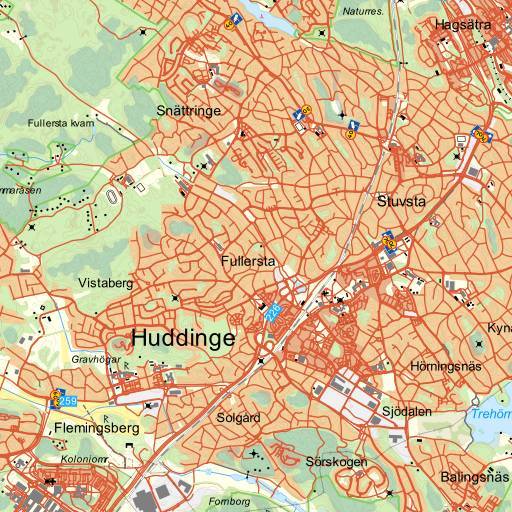 Naturres.
Hagsätra
Snättringe
Fullersta kvarn
Stuvsta
Fullersta
Vistaberg
226
Huddinge
Kyna
Gravhögar
Hörningsnäs
259
Trehörn
Solgård
Sjödalen
Flemingsberg
Koloniomr
Sörskogen
Balingsnäs
Fornborg